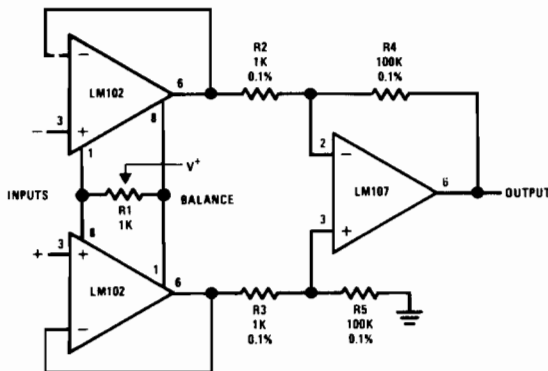 R2
1K
0.1%
R4
100K
0.1%
−
6
LM102
8
− 3 +
1
2
−
V+
LM107
6
OUTPUT
INPUTS
R1
1K
BALANCE
8
3
+
+ 3 +
1
6
LM102
−
R3
1K
0.1%
R5
100K
0.1%